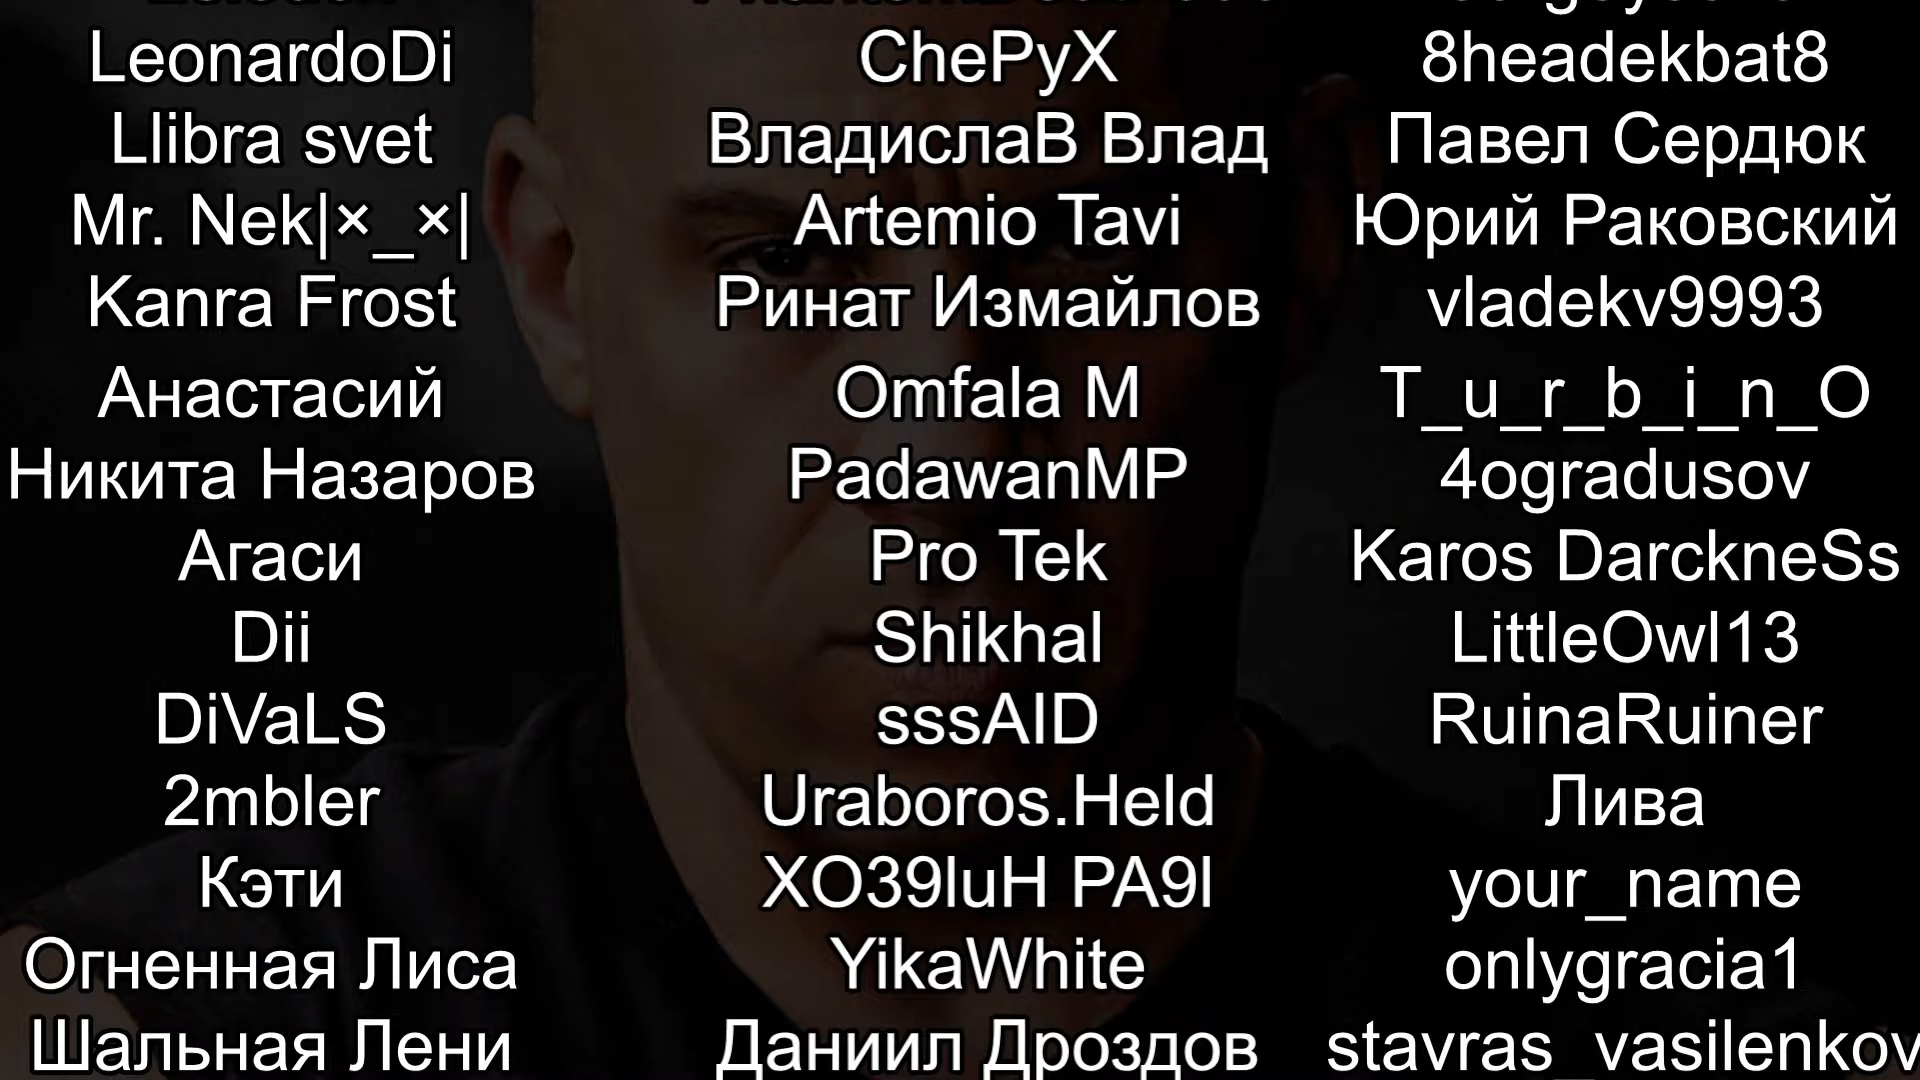 LeonardoDi
ChePyX
8headekbat8
Llibra svet
ВладислаВ Влад
Павел Сердюк
Mr. Nek|×_×|
Artemio Tavi
Юрий Раковский
Kanra Frost
Ринат Измайлов
vladekv9993
Анастасий
Omfala M
T_u_r_b_i_n_O
Никита Назаров
PadawanMP
4ogradusov
Агаси
Pro Tek
Karos DarckneSs
Dii
Shikhal
LittleOwl13
DiVaLS
sssAID
RuinaRuiner
2mbler
Uraboros.Held
Лива
Кэти
XO39luH PA9l
your_name
Огненная Лиса
YikaWhite
onlygracia1
Шальная Лени
Даниил Дроздов
stavras_vasilenkov